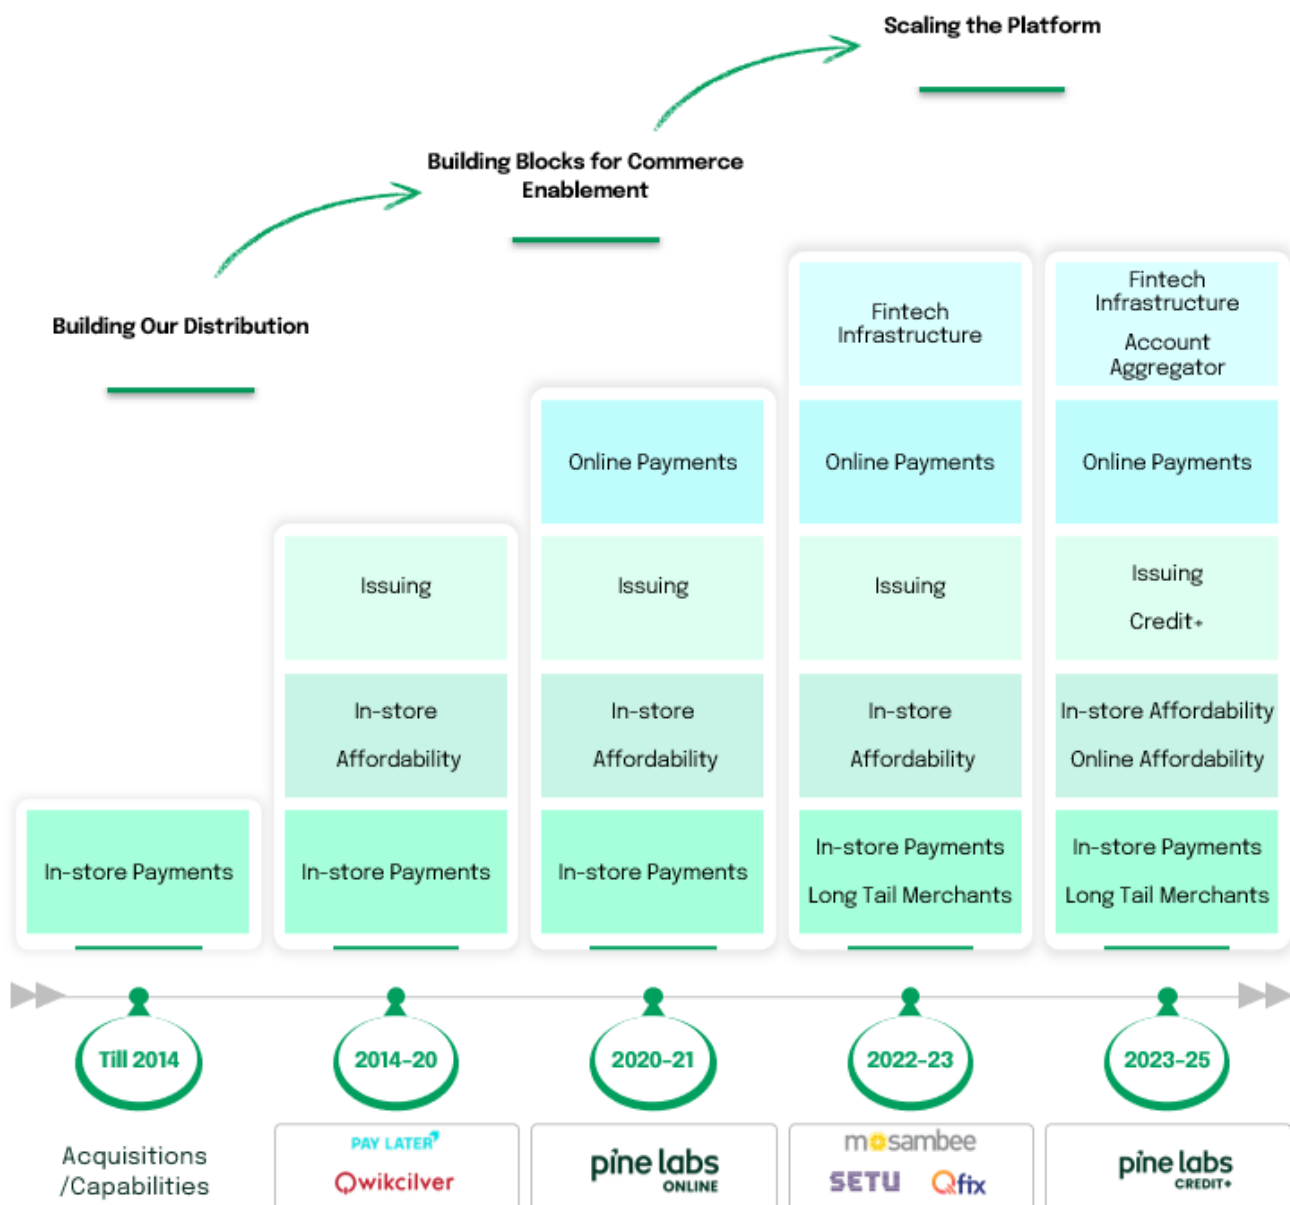 Scaling the Platform
Building Blocks for Commerce
Enablement
Building Our Distribution
In-store Payments
Issuing
In-store
Affordability
In-store Payments
Online Payments
Issuing
In-store
Affordability
In-store Payments
Fintech
Infrastructure
Online Payments
Issuing
In-store
Affordability
In-store Payments
Long Tail Merchants
Fintech
Infrastructure
Account
Aggregator
Online Payments
Issuing
Credit+
In-store Affordability
Online Affordability
In-store Payments
Long Tail Merchants
Till 2014
2014-20
2020-21
2022-23
2023-25
Acquisitions
/Capabilities
PAY LATER
Qwikcilver
pine labs
ONLINE
mosambee
SETU
Qfix
pine labs
CREDIT+